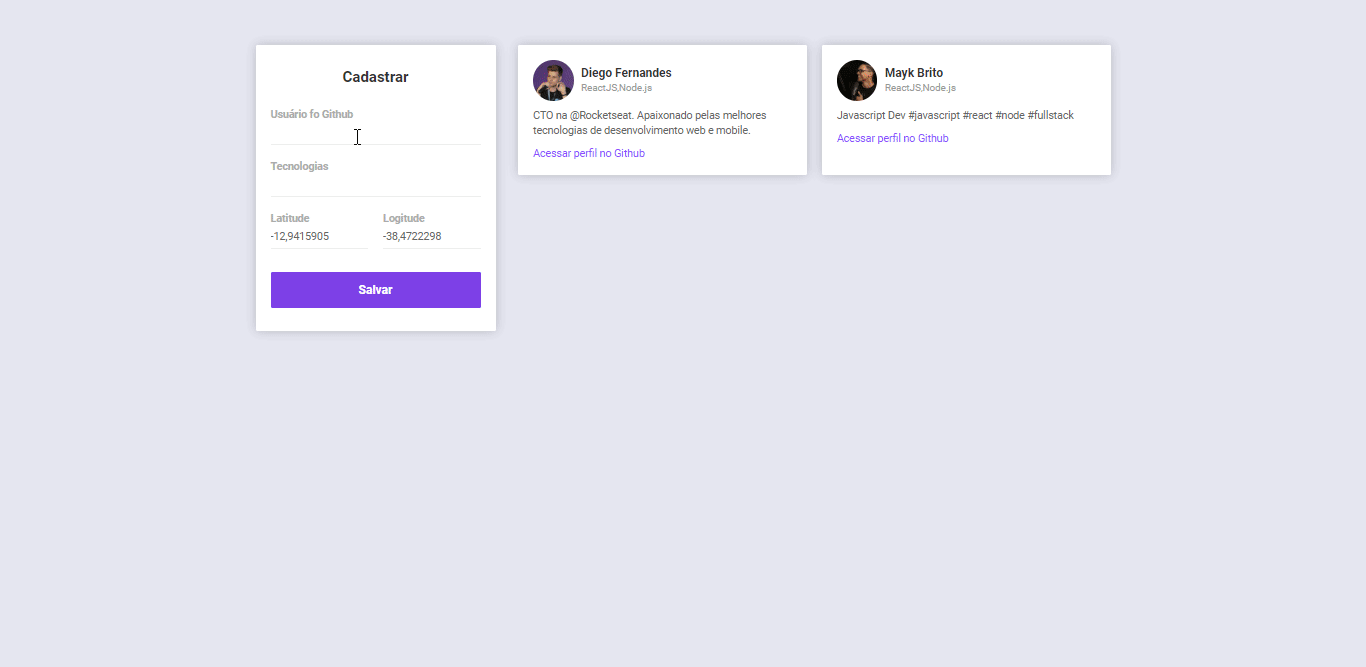 Cadastrar
Usuário fo Github
Tecnologias
Latitude
Logitude
-12,9415905
-38,4722298
Salvar
Diego Fernandes
ReactJS,Node.js
CTO na @Rocketseat. Apaixonado pelas melhores
tecnologias de desenvolvimento web e mobile.
Acessar perfil no Github
Mayk Brito
ReactJS,Node.js
Javascript Dev #javascript #react #node #fullstack
Acessar perfil no Github